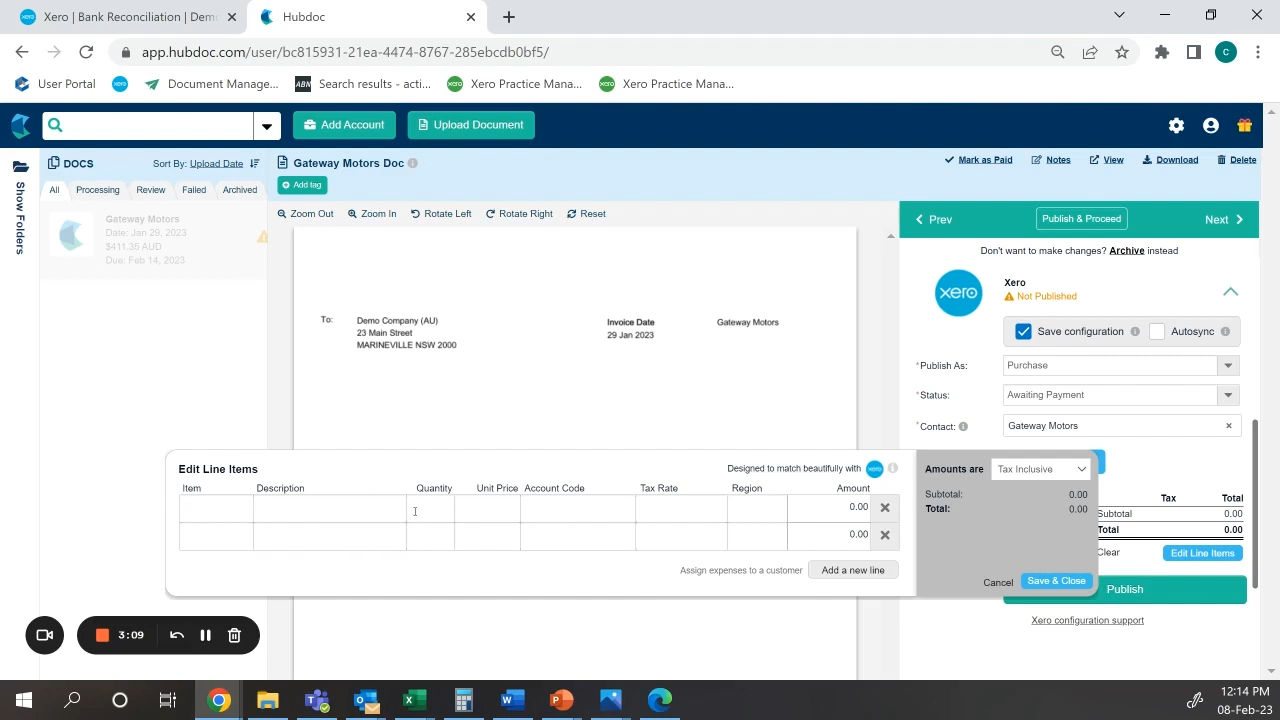 Xero | Bank Reconciliation | Demo
Hubdoc
app.hubdoc.com/user/bc815931-21ea-4474-8767-285ebcdb0bf5/
C
User Portal
xero
Document Manage...
ABN
Search results - acti...
xero
Xero Practice Mana...
xero
Xero Practice Mana...
Add Account
Upload Document
Show Folders
DOCS
Sort By: Upload Date
All
Processing
Review
Failed
Archived
Gateway Motors
Date: Jan 29, 2023
$411.35 AUD
Due: Feb 14, 2023
Gateway Motors Doc
Add tag
Mark as Paid
Notes
View
Download
Delete
Zoom Out
Zoom In
Rotate Left
Rotate Right
Reset
To:
Demo Company (AU)
23 Main Street
MARINEVILLE NSW 2000
Invoice Date
29 Jan 2023
Gateway Motors
Prev
Publish & Proceed
Next
Don't want to make changes? Archive instead
xero
Xero
Not Published
Save configuration
Autosync
*Publish As:
Purchase
*Status:
Awaiting Payment
*Contact:
Gateway Motors
Tax
Total
Subtotal
0.00
Total
0.00
Clear
Edit Line Items
Publish
Xero configuration support
Edit Line Items
Designed to match beautifully with xero
Item
Description
Quantity
Unit Price
Account Code
Tax Rate
Region
Amount
0.00
0.00
Assign expenses to a customer
Add a new line
Amounts are
Tax Inclusive
Subtotal:
0.00
Total:
0.00
Cancel
Save & Close
3:09
12:14 PM
08-Feb-23